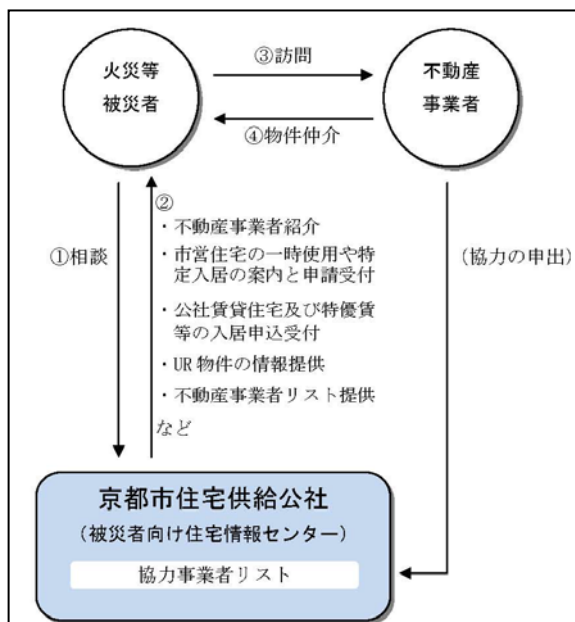 火災等
被災者
③訪問
不動産
事業者
④物件仲介
①相談
②
・不動産事業者紹介
・市営住宅の一時使用や特
定入居の案内と申請受付
・公社賃貸住宅及び特優賃
等の入居申込受付
・UR 物件の情報提供
・不動産事業者リスト提供
など
(協力の申出)
京都市住宅供給公社
(被災者向け住宅情報センター)
協力事業者リスト